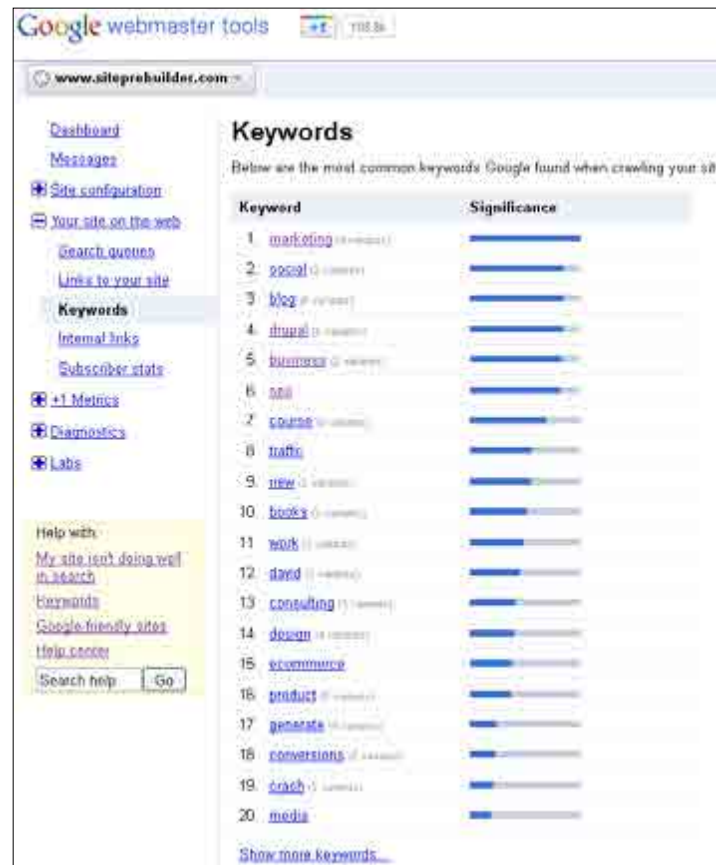 Google webmaster tools
+1
www.siteprebuilder.com
Dashboard
Messages
Site configuration
Your site on the web
Search queries
Links to your site
Keywords
Internal links
Subscriber stats
+1 Metrics
Diagnostics
Labs
Help with:
My site isn't doing well
in search
Keywords
Google-friendly sites
Help center
Search help Go
Keywords
Below are the most common keywords Google found when crawling your sit
Keyword Significance
1. marketing
2. social
3. blog
4. drupal
5. business
6. seo
7. course
8. traffic
9. new
10. books
11. work
12. david
13. consulting
14. design
15. ecommerce
16. product
17. generate
18. conversions
19. crash
20. media
Show more keywords...